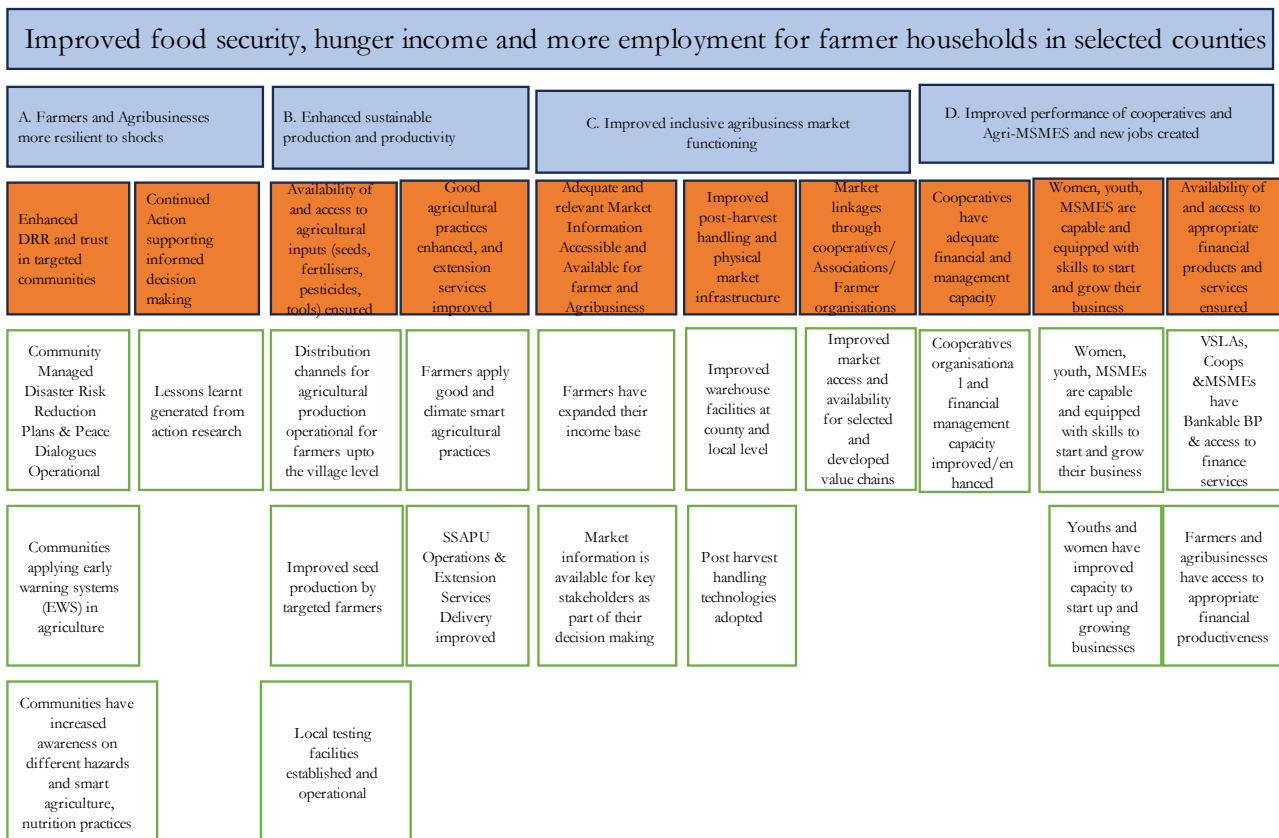 Improved food security, hunger income and more employment for farmer households in selected counties
A. Farmers and Agribusinesses
more resilient to shocks
B. Enhanced sustainable
production and productivity
C. Improved inclusive agribusiness market
functioning
D. Improved performance of cooperatives and
Agri-MSMES and new jobs created
Enhanced
DRR and trust
in targeted
communities
Continued
Action
supporting
informed
decision
making
Availability of
and access to
agricultural
inputs (seeds,
fertilisers,
pesticides,
tools) ensured
Good
agricultural
practices
enhanced, and
extension
services
improved
Adequate and
relevant Market
Information
Accessible and
Available for
farmer and
Agribusiness
Improved
post-harvest
handling and
physical
market
infrastructure
Market
linkages
through
cooperatives/
Associations/
Farmer
organisations
Cooperatives
have
adequate
financial and
management
capacity
Women, youth,
MSMES are
capable and
equipped with
skills to start
and grow their
business
Availability of
and access to
appropriate
financial
products and
services
ensured
Community
Managed
Disaster Risk
Reduction
Plans & Peace
Dialogues
Operational
Lessons learnt
generated from
action research
Distribution
channels for
agricultural
production
operational for
farmers upto
the village level
Farmers apply
good and
climate smart
agricultural
practices
Farmers have
expanded their
income base
Improved
warehouse
facilities at
county and
local level
Improved
market
access and
availability
for selected
and
developed
value chains
Cooperatives
organisationa
l and
financial
management
capacity
improved/en
hanced
Women,
youth, MSMEs
are capable
and equipped
with skills to
start and grow
their business
VSLAs,
Coops
&MSMEs
have
Bankable BP
& access to
finance
services
Communities
applying early
warning systems
(EWS) in
agriculture
Improved seed
production by
targeted farmers
SSAPU
Operations &
Extension
Services
Delivery
improved
Market
information is
available for key
stakeholders as
part of their
decision making
Post harvest
handling
technologies
adopted
Youths and
women have
improved
capacity to
start up and
growing
businesses
Farmers and
agribusinesses
have access to
appropriate
financial
productiveness
Communities have
increased
awareness on
different hazards
and smart
agriculture,
nutrition practices
Local testing
facilities
established and
operational